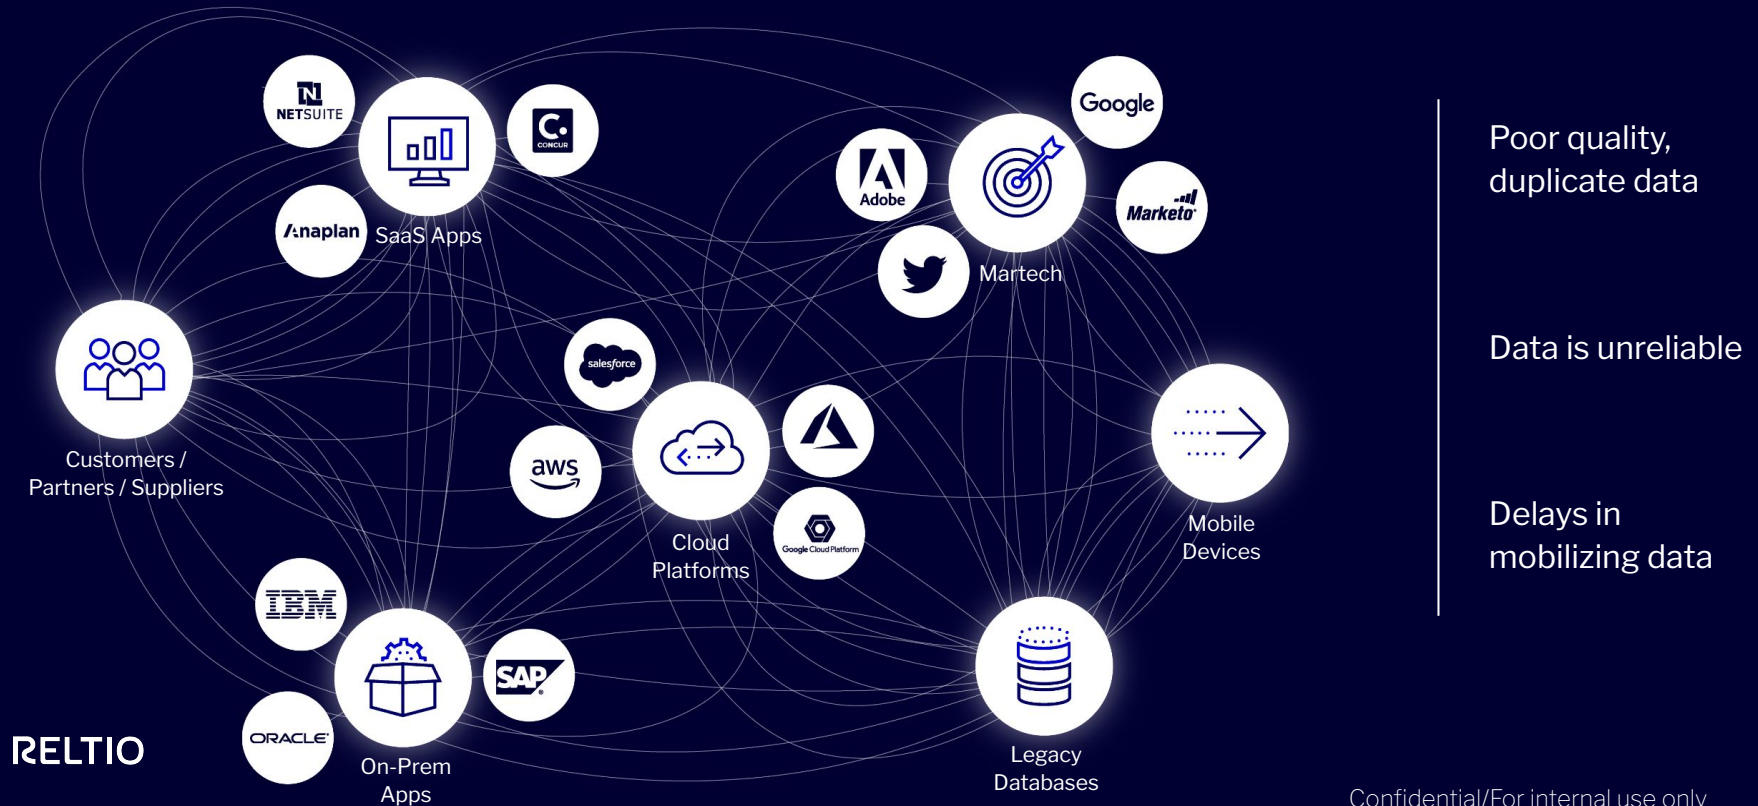 NETSUITE
CONCUR
Anaplan
SaaS Apps
Google
Adobe
Marketo
Martech
Poor quality,
duplicate data
Customers /
Partners / Suppliers
salesforce
aws
Google Cloud Platform
Cloud
Platforms
Mobile
Devices
Data is unreliable
Delays in
mobilizing data
IBM
SAP
ORACLE
On-Prem
Apps
Legacy
Databases
RELTIO
Confidential/For internal use only